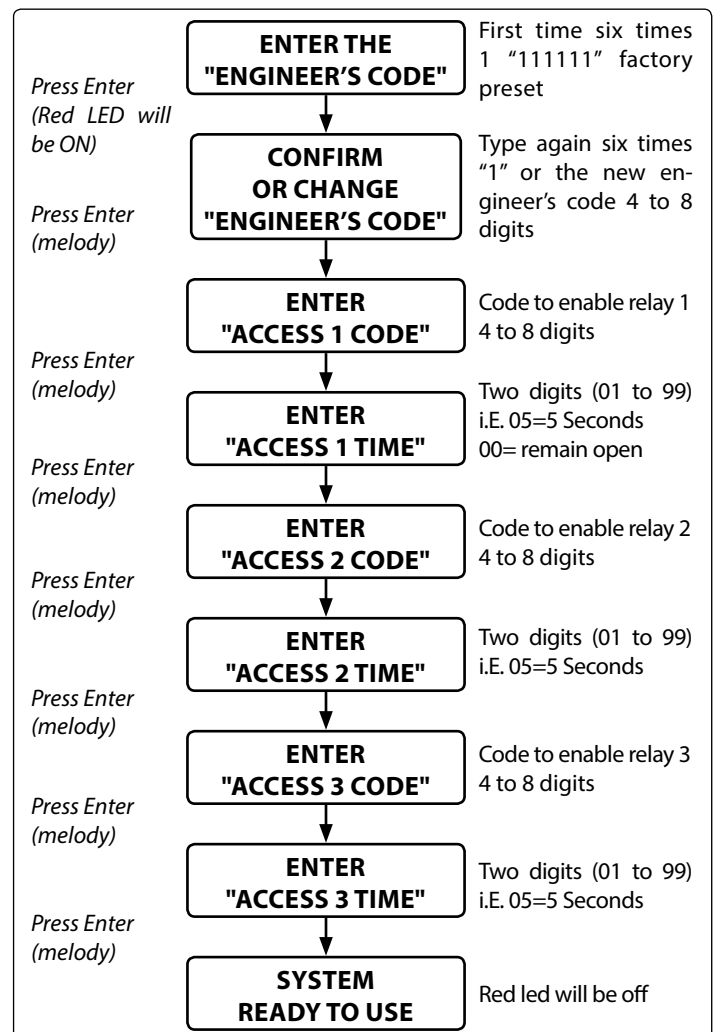 ENTER THE
"ENGINEER'S CODE"
First time six times
1 “111111” factory
preset
Press Enter
(Red LED will
be ON)
CONFIRM
OR CHANGE
"ENGINEER'S CODE"
Type again six times
“1” or the new en-
gineer's code 4 to 8
digits
Press Enter
(melody)
ENTER
"ACCESS 1 CODE"
Code to enable relay 1
4 to 8 digits
Press Enter
(melody)
ENTER
"ACCESS 1 TIME"
Two digits (01 to 99)
i.E. 05=5 Seconds
00= remain open
Press Enter
(melody)
ENTER
"ACCESS 2 CODE"
Code to enable relay 2
4 to 8 digits
Press Enter
(melody)
ENTER
"ACCESS 2 TIME"
Two digits (01 to 99)
i.E. 05=5 Seconds
Press Enter
(melody)
ENTER
"ACCESS 3 CODE"
Code to enable relay 3
4 to 8 digits
Press Enter
(melody)
ENTER
"ACCESS 3 TIME"
Two digits (01 to 99)
i.E. 05=5 Seconds
Press Enter
(melody)
SYSTEM
READY TO USE
Red led will be off